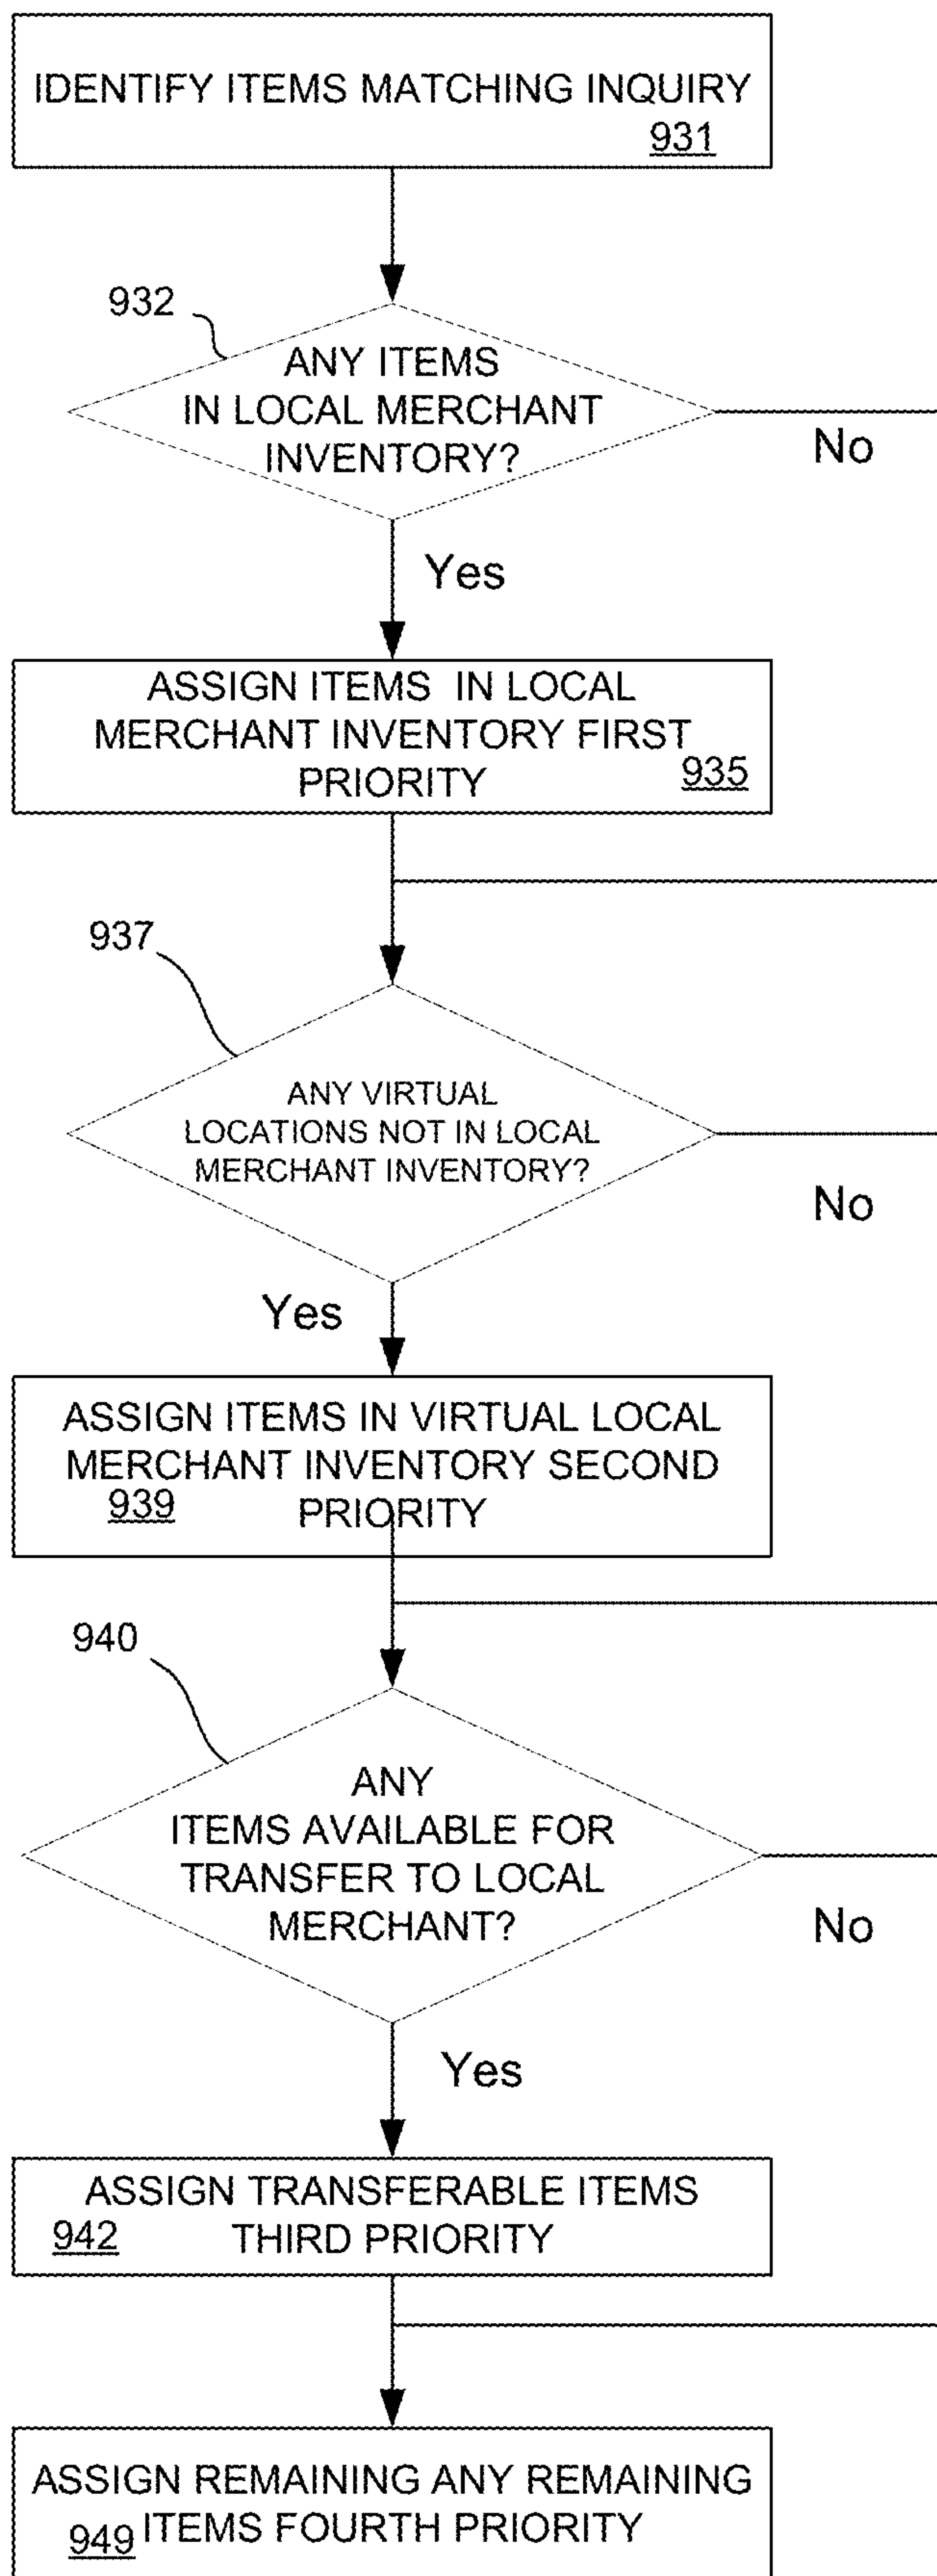 IDENTIFY ITEMS MATCHING INQUIRY
931
932
ANY ITEMS
IN LOCAL MERCHANT
INVENTORY?
No
Yes
ASSIGN ITEMS IN LOCAL
MERCHANT INVENTORY FIRST
PRIORITY 935
937
ANY VIRTUAL
LOCATIONS NOT IN LOCAL
MERCHANT INVENTORY?
No
Yes
ASSIGN ITEMS IN VIRTUAL LOCAL
MERCHANT INVENTORY SECOND
939 PRIORITY
940
ANY
ITEMS AVAILABLE FOR
TRANSFER TO LOCAL
MERCHANT?
No
Yes
ASSIGN TRANSFERABLE ITEMS
942 THIRD PRIORITY
ASSIGN REMAINING ANY REMAINING
949 ITEMS FOURTH PRIORITY